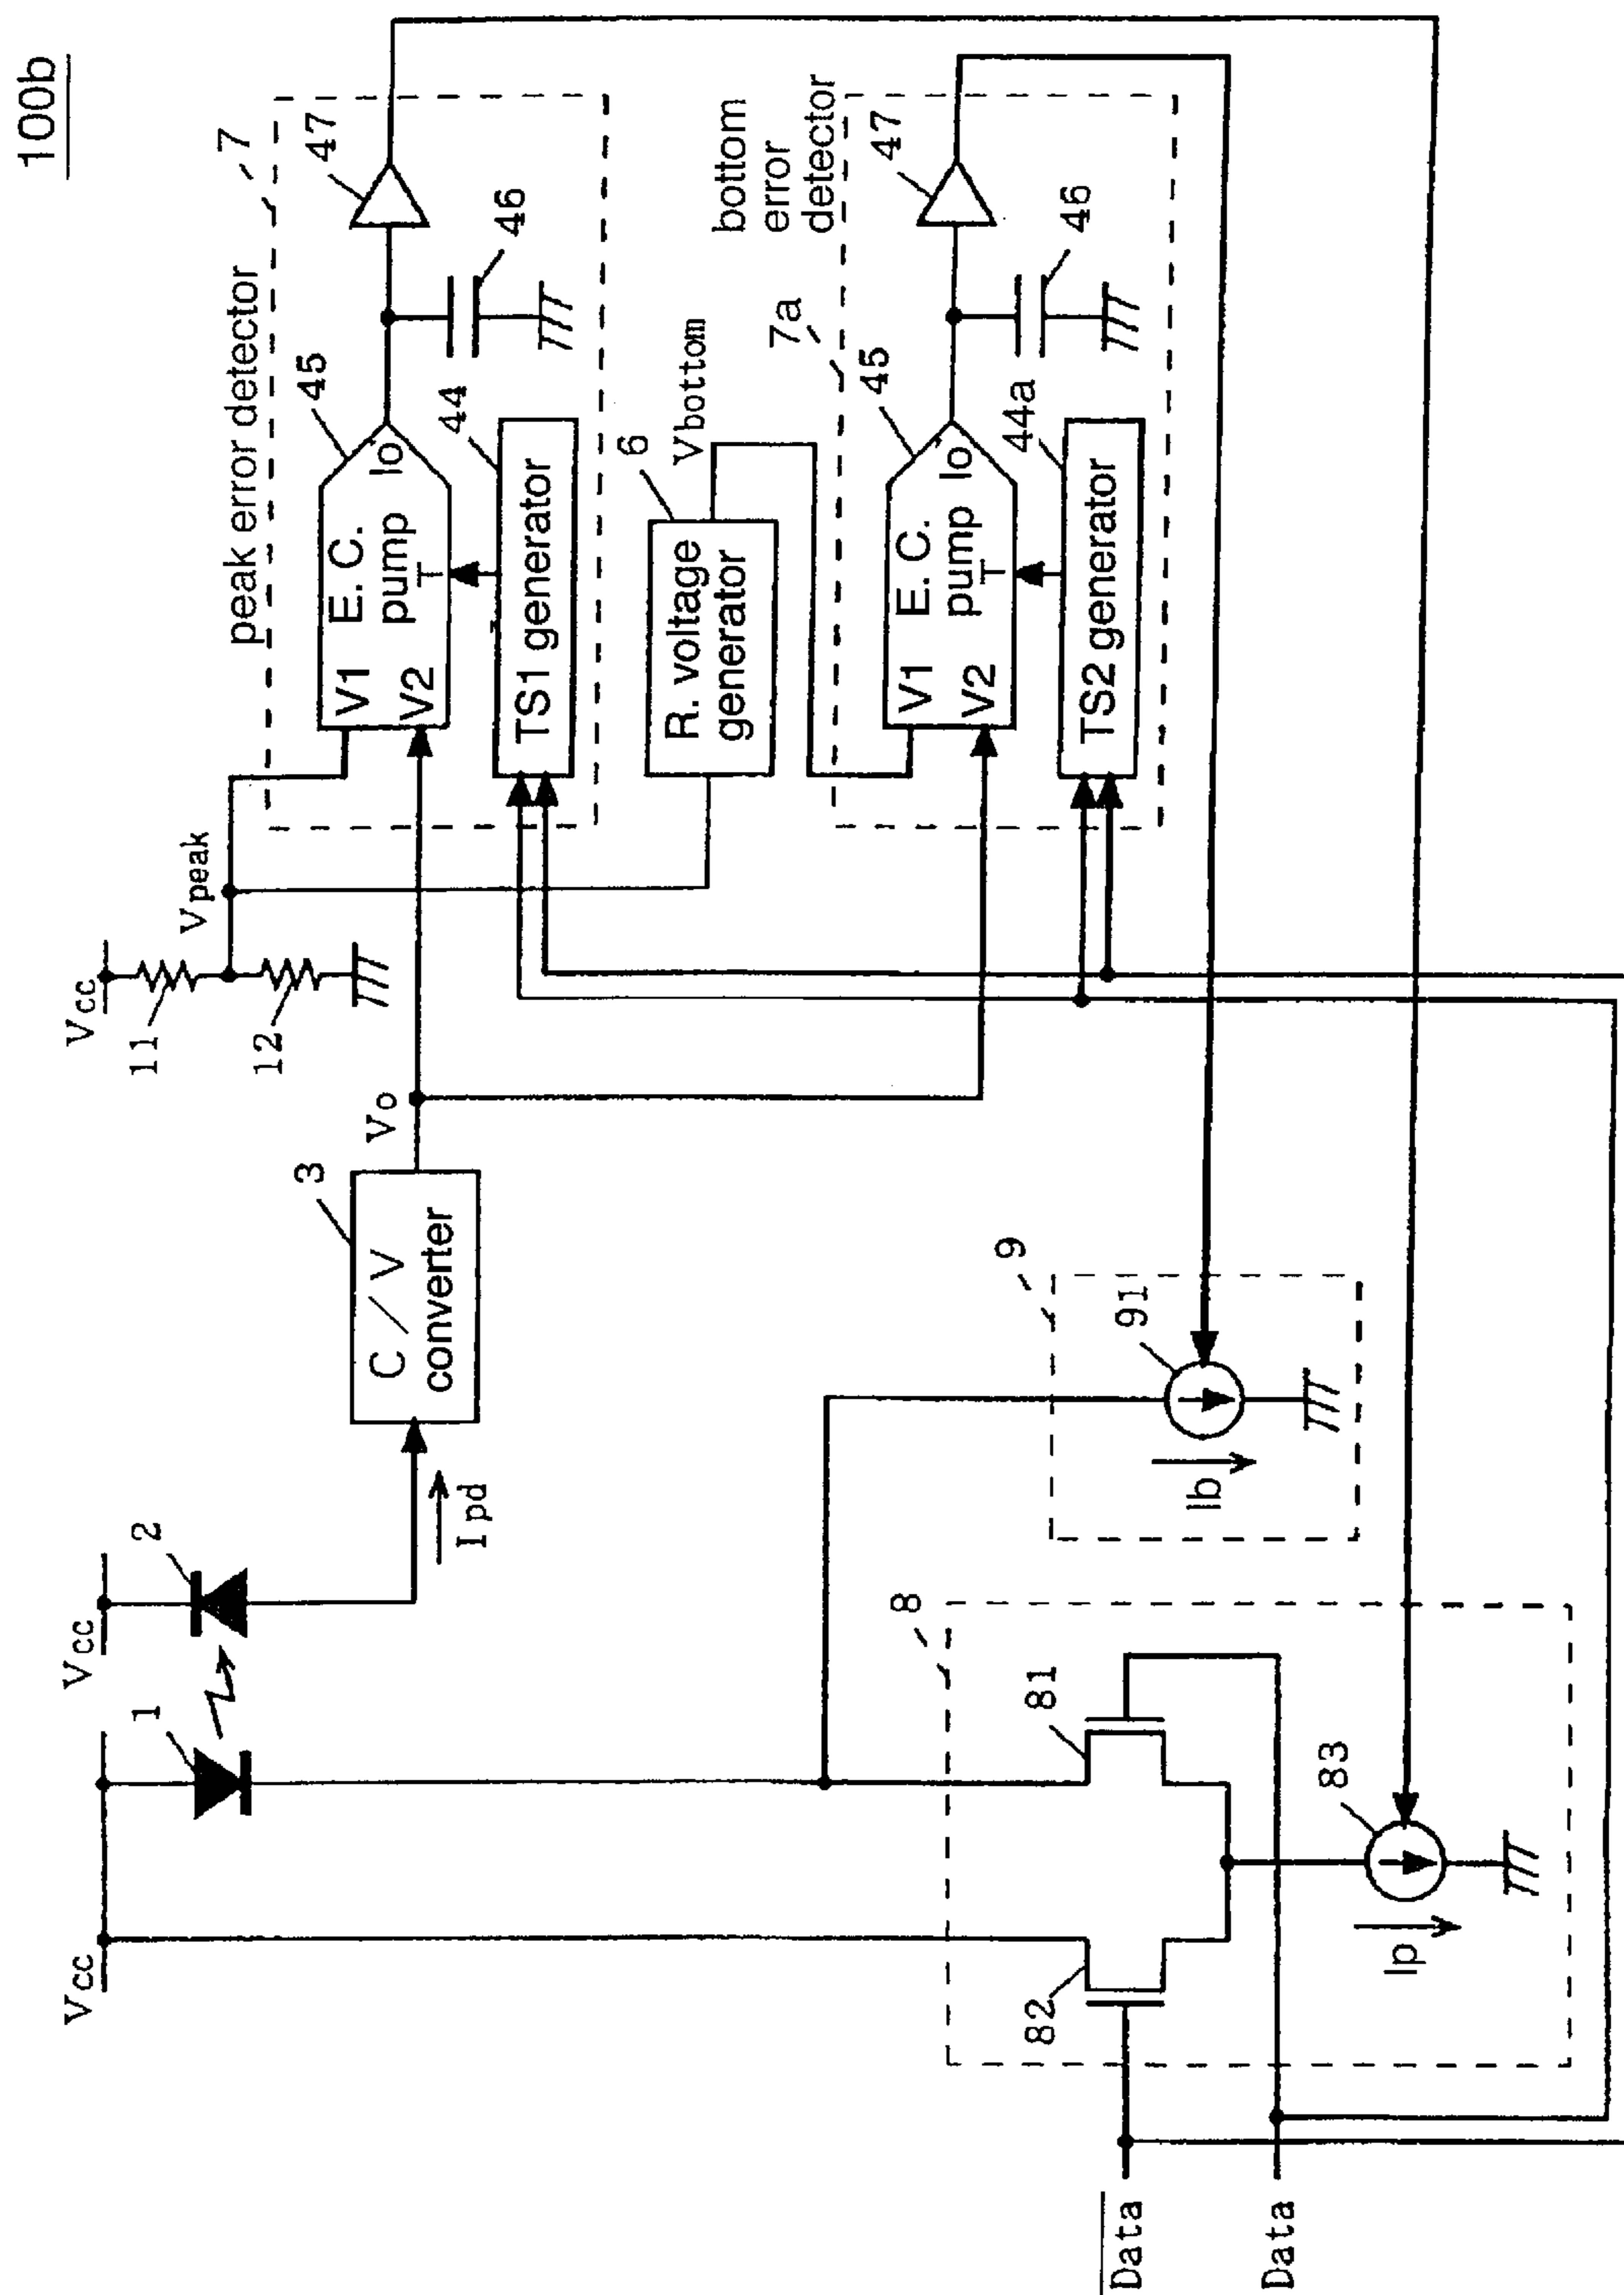 100b
peak error detector
7
47
46
45
V1
V2
E. C.
pump
T
Io
44
TS1 generator
Vcc
11
12
Vpeak
6
R. voltage
generator
Vbottom
bottom
error
detector
7a
47
46
45
V1
V2
E. C.
pump
T
Io
44a
TS2 generator
Vo
3
C / V
converter
Ipd
Vcc
2
1
Vcc
9
91
Ib
8
81
82
83
Ip
Data
Data